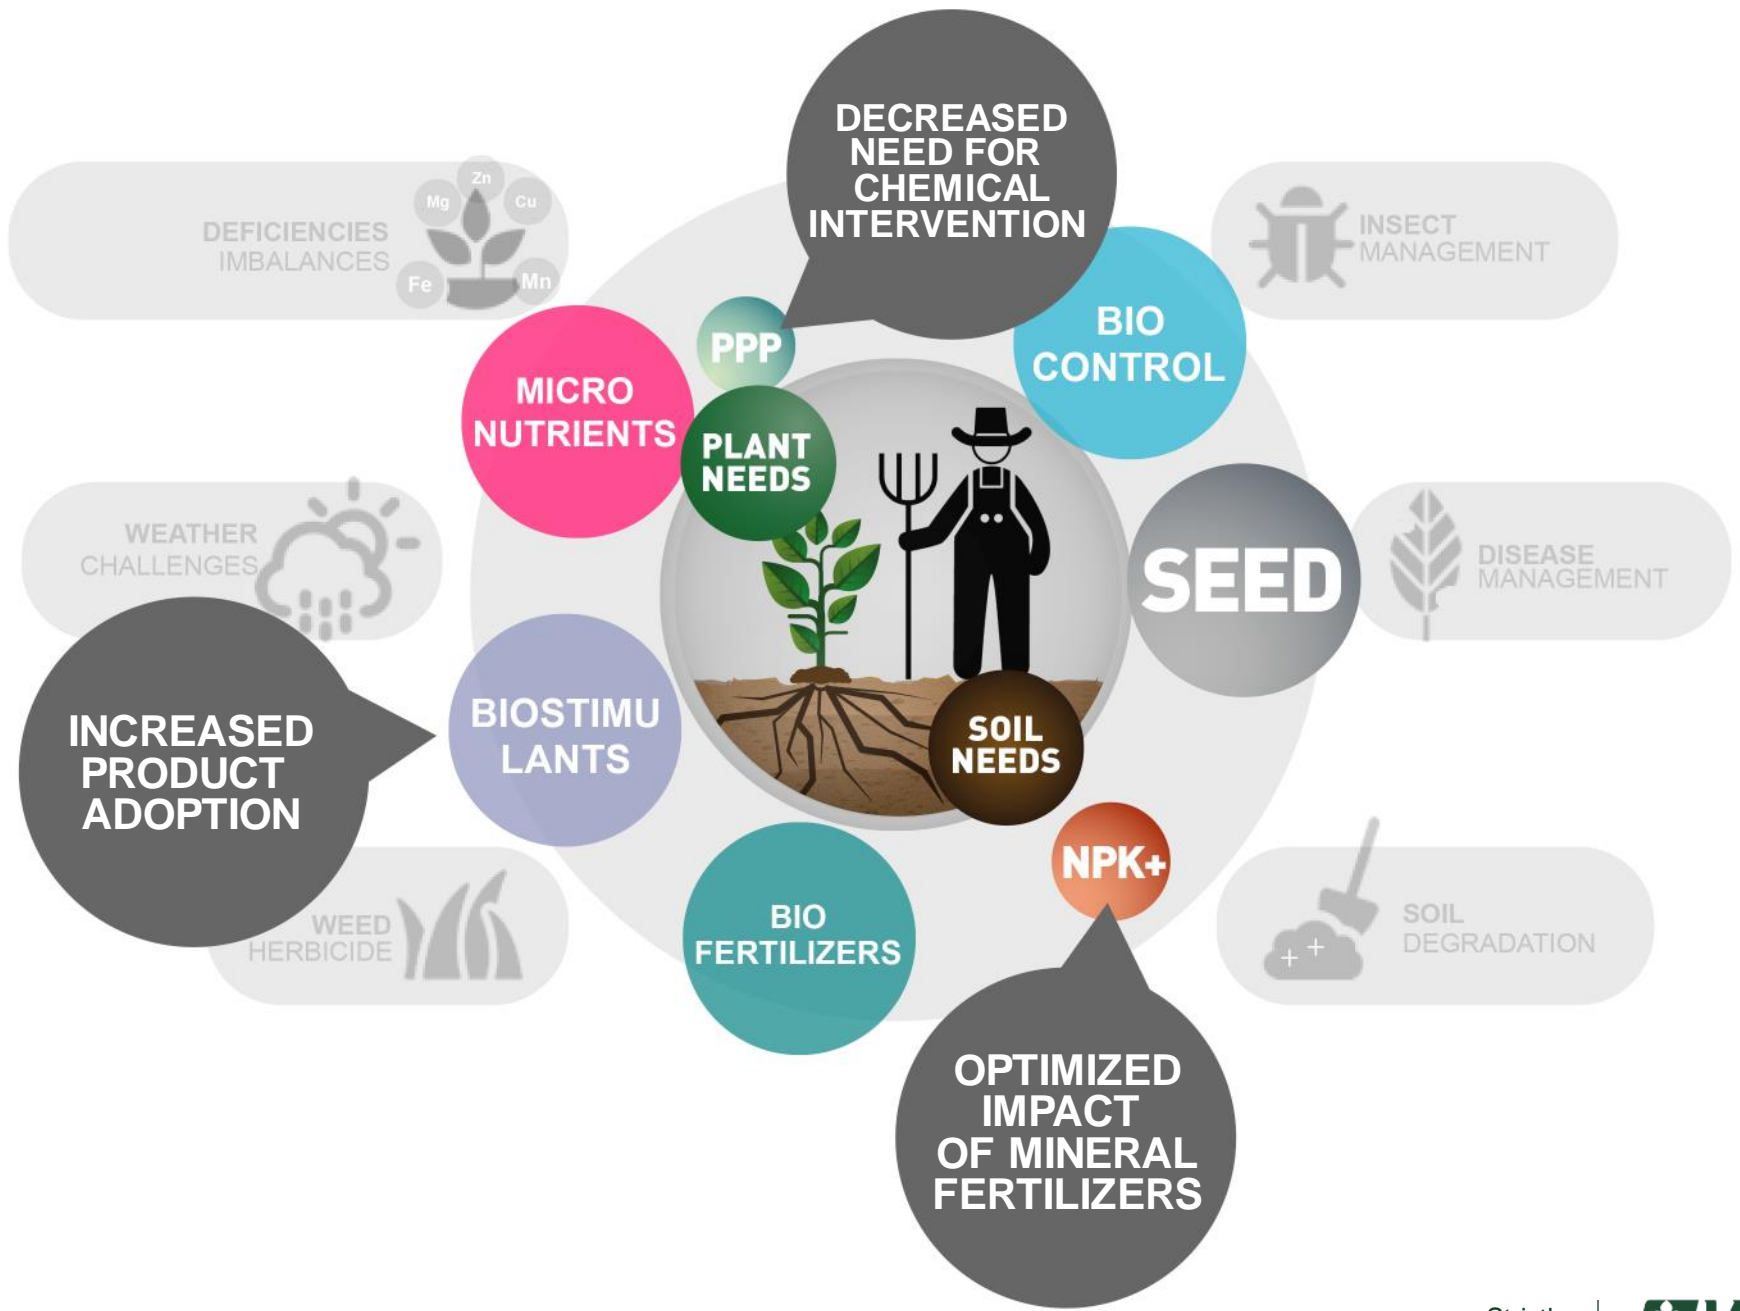 DECREASED
NEED FOR
CHEMICAL
INTERVENTION
Zn
Mg
Cu
Fe
Mn
DEFICIENCIES
IMBALANCES
INSECT
MANAGEMENT
PPP
BIO
CONTROL
MICRO
NUTRIENTS
PLANT
NEEDS
WEATHER
CHALLENGES
SEED
DISEASE
MANAGEMENT
INCREASED
PRODUCT
ADOPTION
BIOSTIMU
LANTS
SOIL
NEEDS
NPK+
WEED
HERBICIDE
BIO
FERTILIZERS
SOIL
DEGRADATION
OPTIMIZED
IMPACT
OF MINERAL
FERTILIZERS